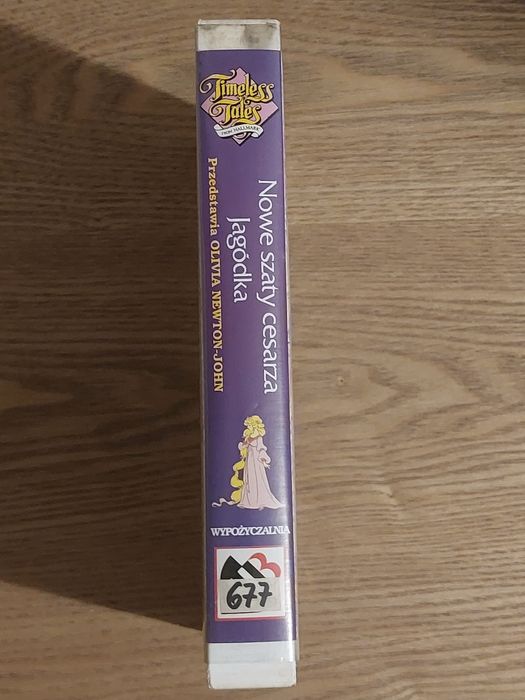 Timeless
Tales
FROM HALLMARK
Nowe szaty cesarza
Jagódka
Przedstawia OLIVIA NEWTON-JOHN
WYPOŻYCZALNIA
677